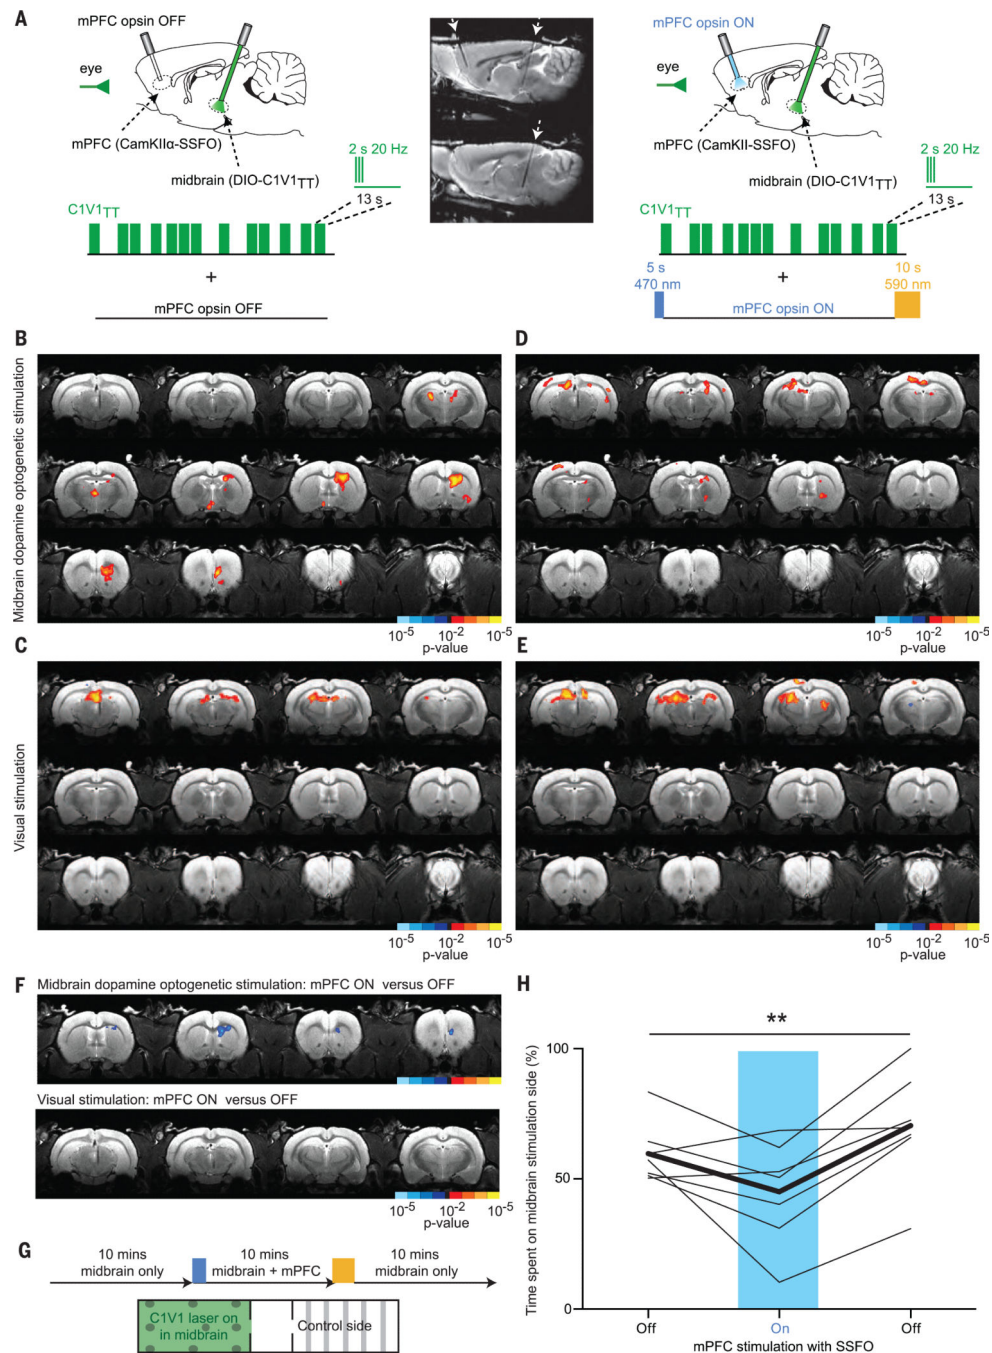 A
mPFC opsin OFF
eye
mPFC (CamKIIα-SSFO)
midbrain (DIO-C1V1TT)
2 s 20 Hz
13 s
C1V1TT
+
mPFC opsin OFF
mPFC opsin ON
eye
mPFC (CamKII-SSFO)
midbrain (DIO-C1V1TT)
2 s 20 Hz
13 s
C1V1TT
5 s
470 nm
+
10 s
590 nm
mPFC opsin ON
B
D
Midbrain dopamine optogenetic stimulation
10-5 10-2 10-5
p-value
10-5 10-2 10-5
p-value
C
E
Visual stimulation
10-5 10-2 10-5
p-value
10-5 10-2 10-5
p-value
F
Midbrain dopamine optogenetic stimulation: mPFC ON versus OFF
Visual stimulation: mPFC ON versus OFF
10-5 10-2 10-5
p-value
G
10 mins
midbrain only
10 mins
midbrain + mPFC
10 mins
midbrain only
C1V1 laser on
in midbrain
Control side
H
**
Time spent on midbrain stimulation side (%)
100
50
0
Off
On
Off
mPFC stimulation with SSFO